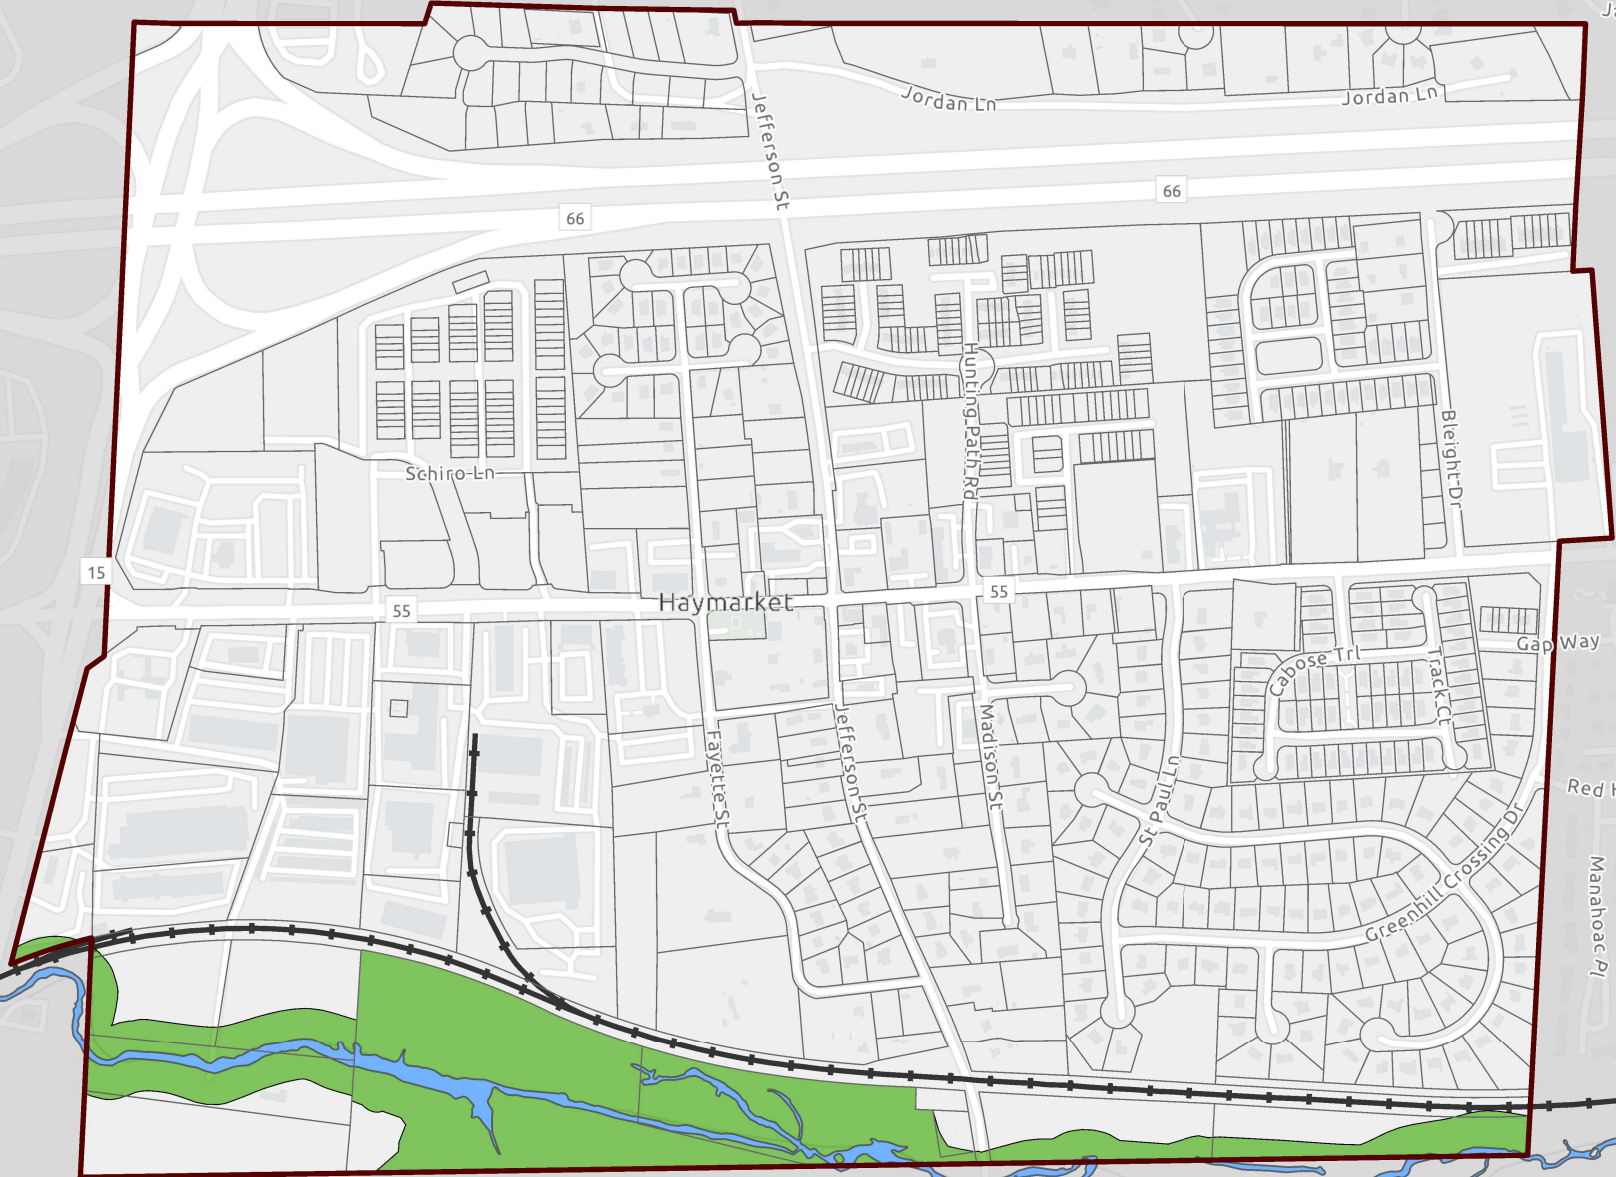 Jordan Ln
Jordan Ln
Jefferson St
66
66
Hunting Path Rd
Bleight Dr
Schiro Ln
15
55
Haymarket
55
Gap Way
Cabose Trl
Track Ct
Fayette St
Jefferson St
Madison St
St Paul Ln
Red H
Greenhill Crossing Dr
Manahoac Pl